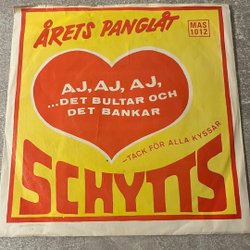 ÅRETS PANGLÅT
MAS
1012
AJ, AJ, AJ,
...DET BULTAR OCH
DET BANKAR
–TACK FÖR ALLA KYSSAR
SCHYTTS